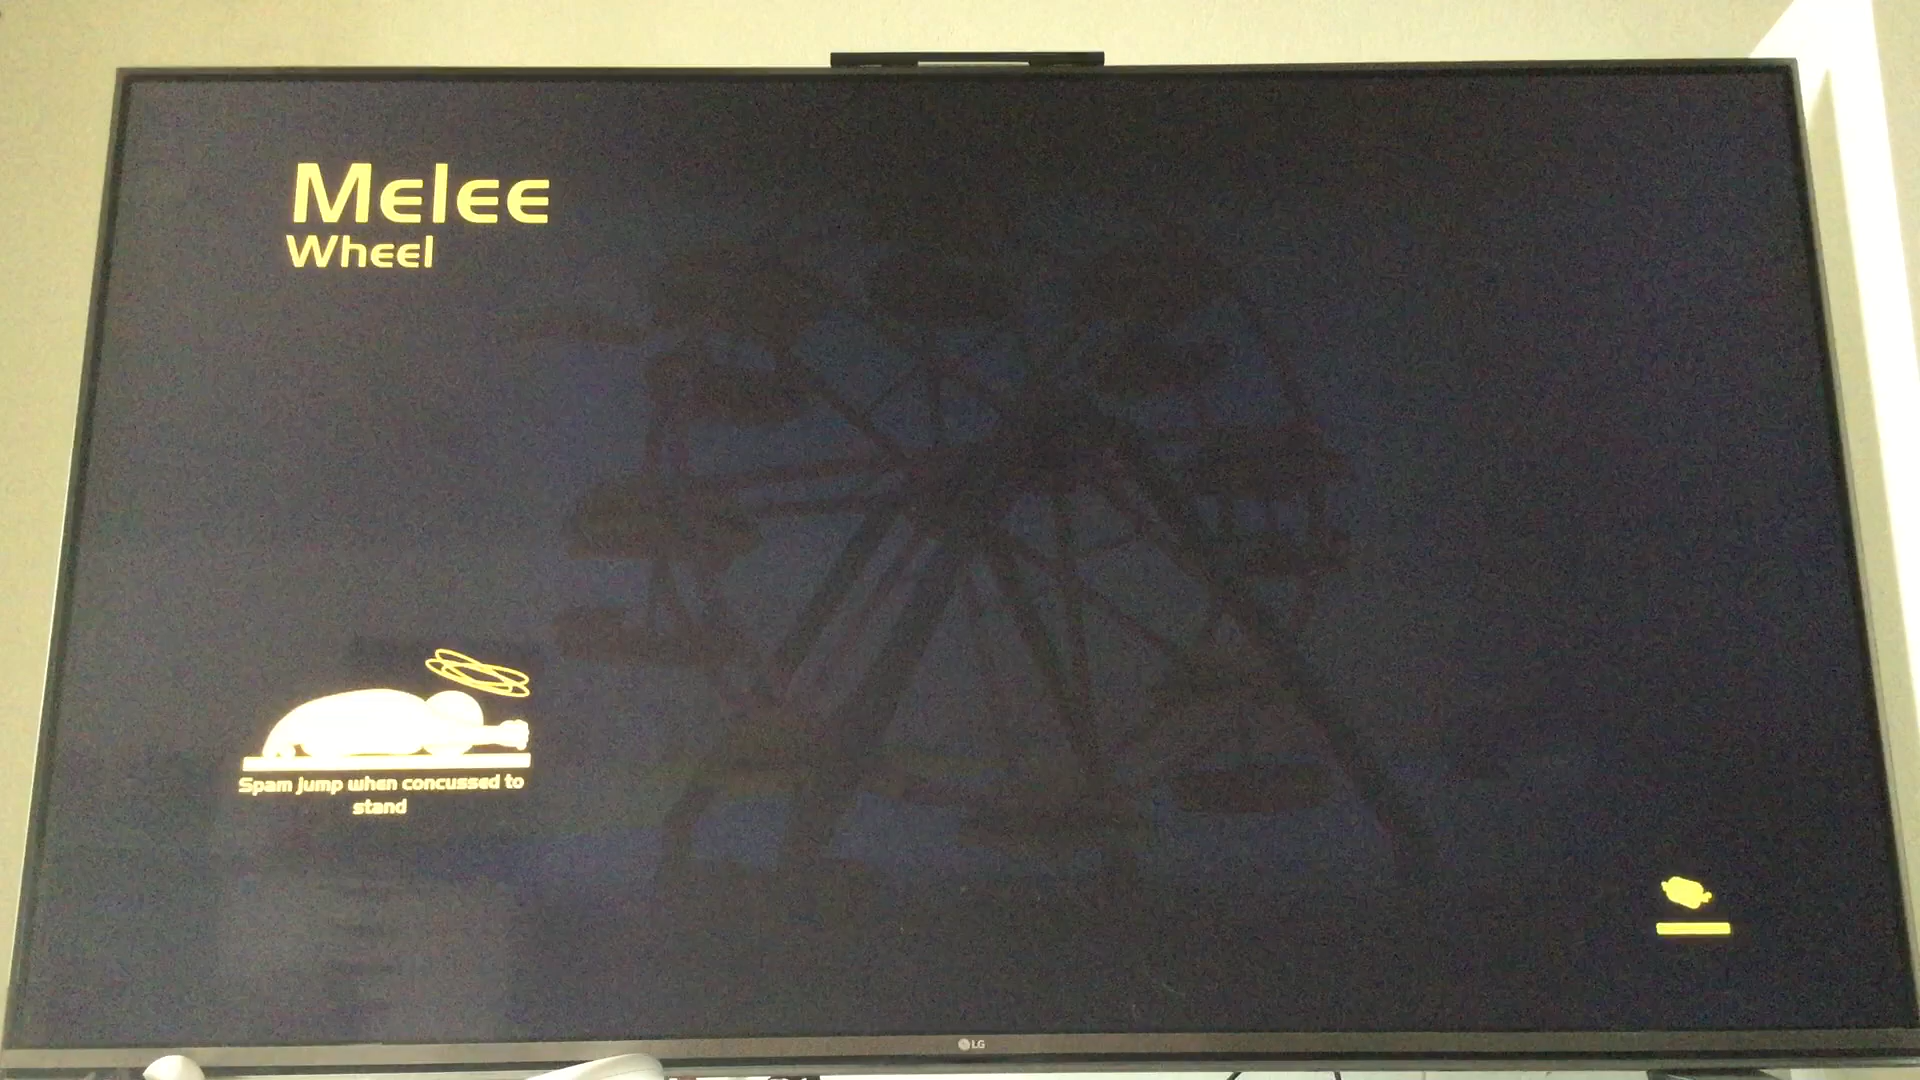 Melee
Wheel
Spam jump when concussed to
stand
LG